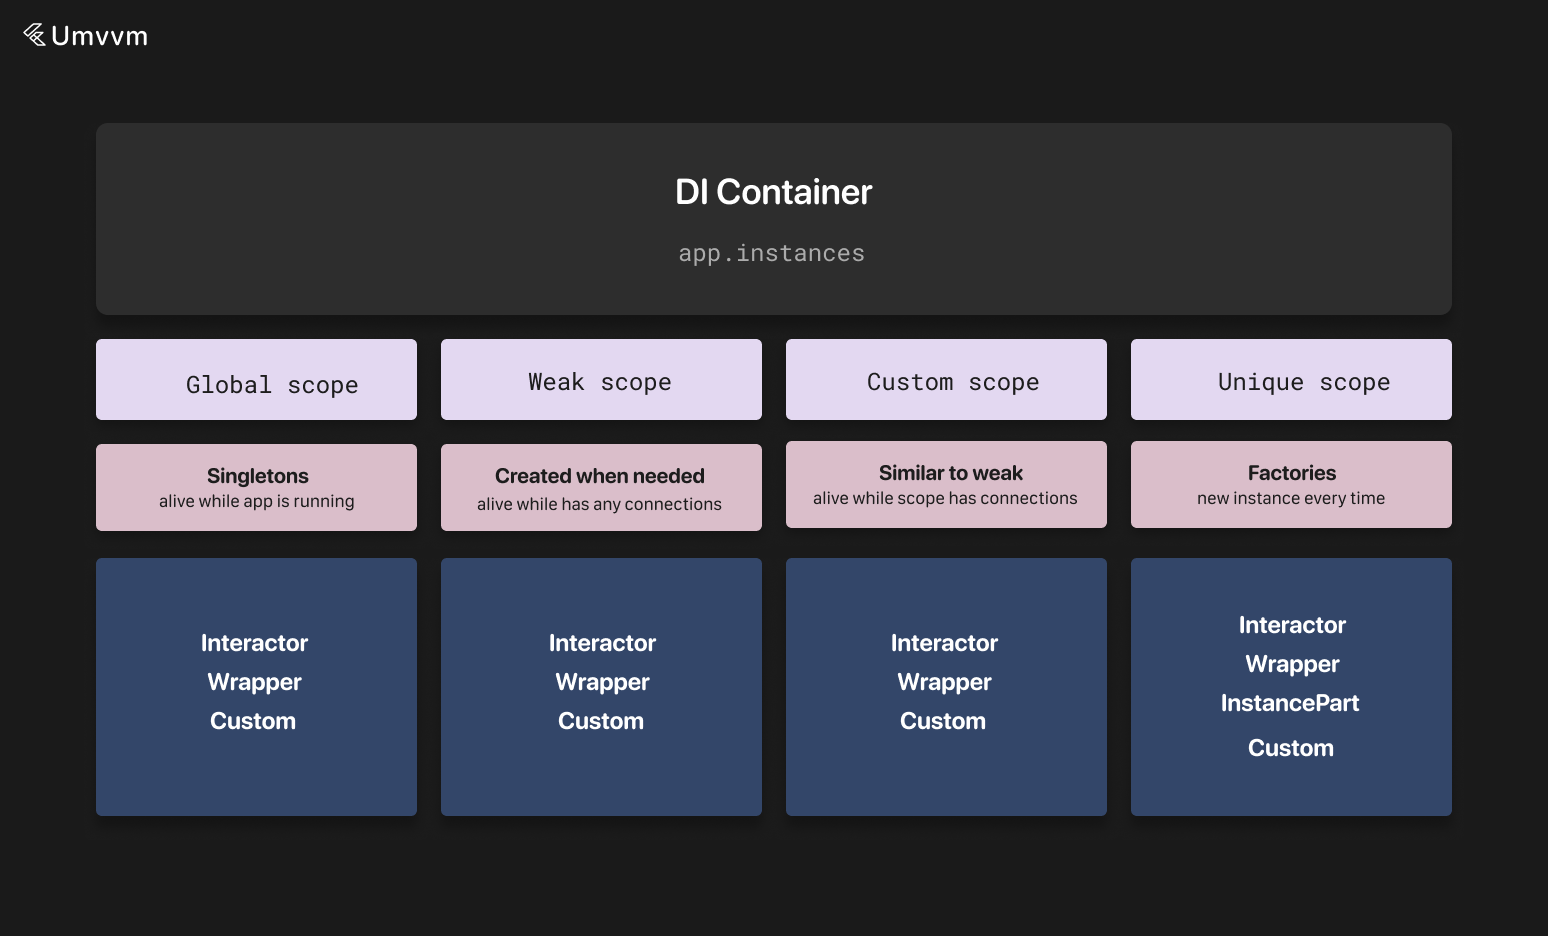 Umvvm
DI Container
app.instances
Global scope
Weak scope
Custom scope
Unique scope
Singletons
alive while app is running
Created when needed
alive while has any connections
Similar to weak
alive while scope has connections
Factories
new instance every time
Interactor
Wrapper
Custom
Interactor
Wrapper
Custom
Interactor
Wrapper
Custom
Interactor
Wrapper
InstancePart
Custom